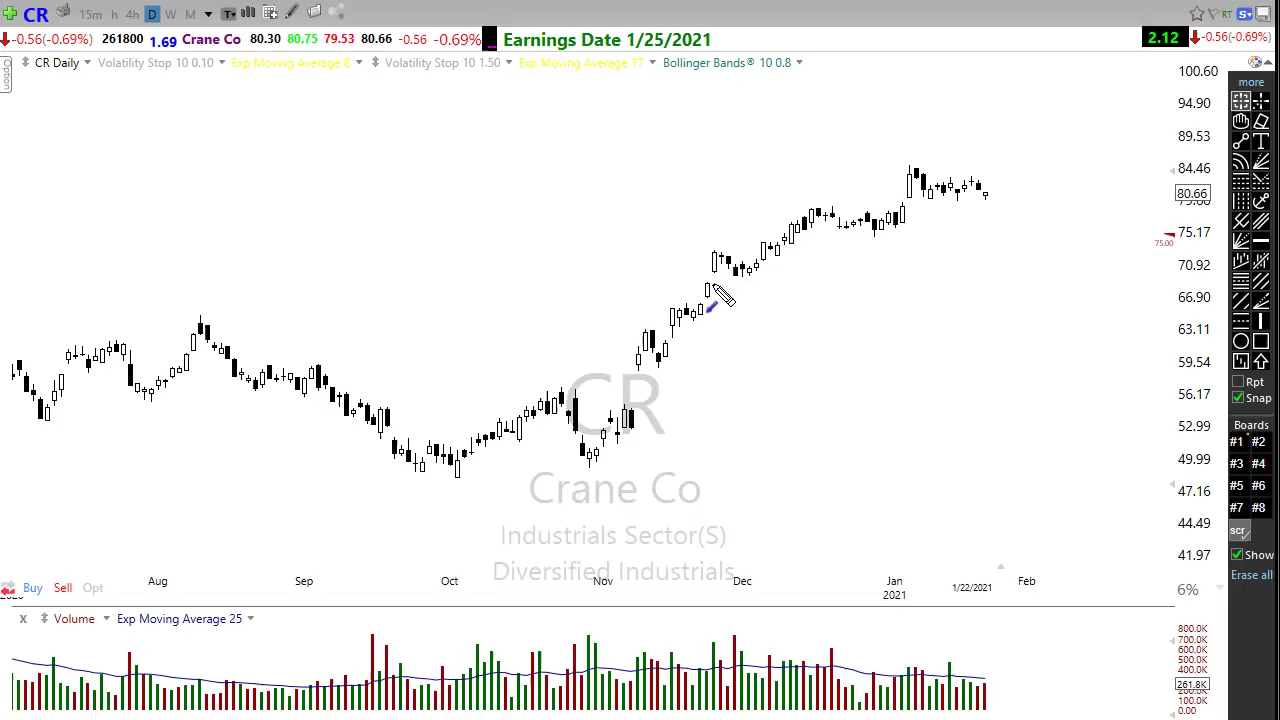 CR 15m h 4h D W M T RT S
-0.56(-0.69%) 261800 1.69 Crane Co 80.30 80.75 79.53 80.66 -0.56 -0.69% Earnings Date 1/25/2021 2.12 -0.56(-0.69%)
Option CR Daily Volatility Stop 10 0.10 Exp Moving Average 8 Volatility Stop 10 1.50 Exp Moving Average 17 Bollinger Bands® 10 0.8
100.60
more
94.90
89.53
84.46
80.66
75.17
75.00
70.92
66.90
63.11
59.54
Rpt
56.17
Snap
CR
52.99
Boards
#1 #2
49.99
#3 #4
Crane Co
47.16
#5 #6
#7 #8
44.49
Industrials Sector(S)
scr
41.97
Show
Diversified Industrials
Erase all
Aug Sep Oct Nov Dec Jan Feb
2021 1/22/2021
Buy Sell Opt 6%
X Volume Exp Moving Average 25
800.0K
700.0K
600.0K
500.0K
400.0K
261.8K
200.0K
100.0K
0.00